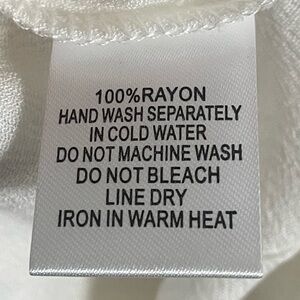 100%RAYON
HAND WASH SEPARATELY
IN COLD WATER
DO NOT MACHINE WASH
DO NOT BLEACH
LINE DRY
IRON IN WARM HEAT